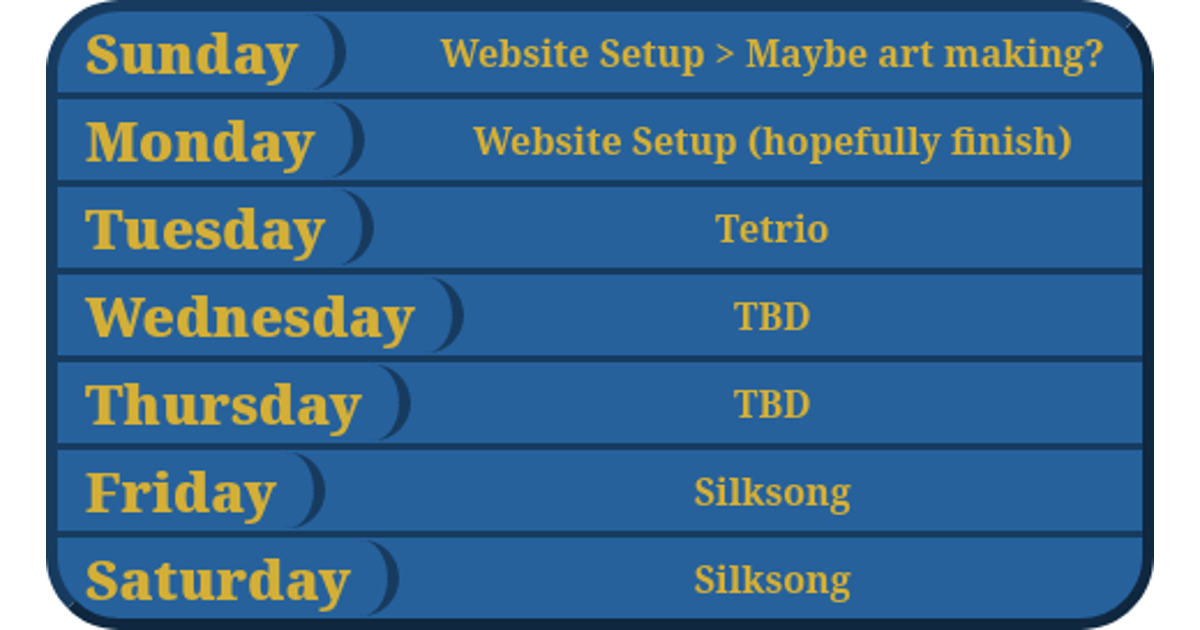 Sunday Website Setup > Maybe art making?
Monday Website Setup (hopefully finish)
Tuesday Tetrio
Wednesday TBD
Thursday TBD
Friday Silksong
Saturday Silksong